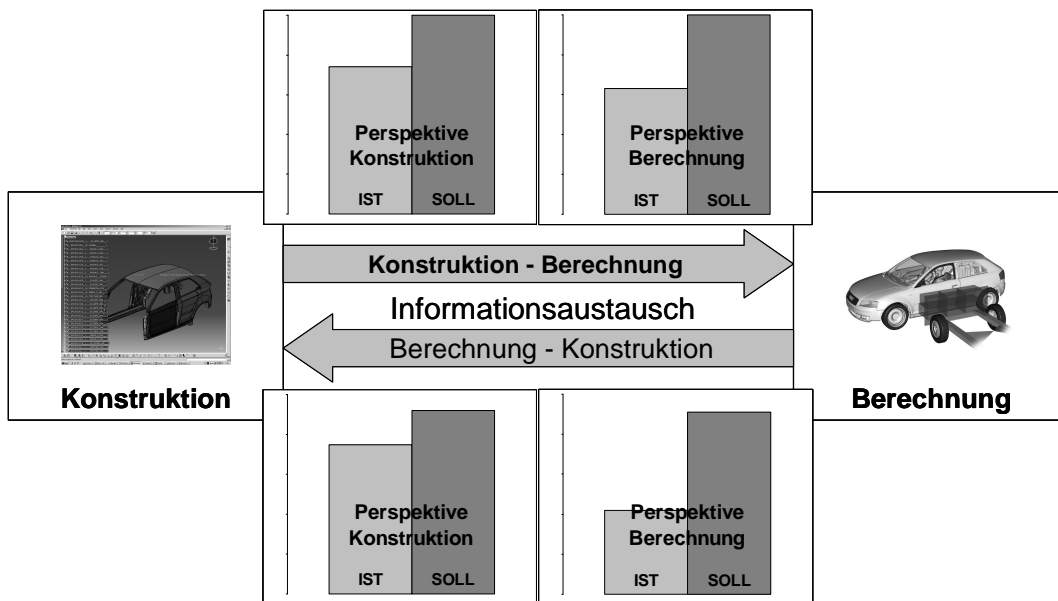 Perspektive
Konstruktion
IST SOLL
Perspektive
Berechnung
IST SOLL
Konstruktion - Berechnung
Informationsaustausch
Berechnung - Konstruktion
Konstruktion
Berechnung
Perspektive
Konstruktion
IST SOLL
Perspektive
Berechnung
IST SOLL